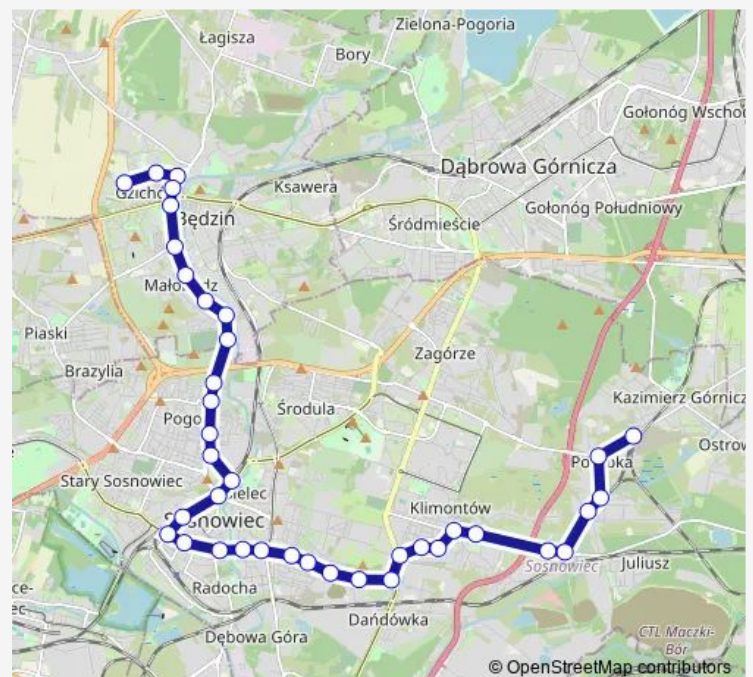 Zielona-Pogoria
Łagisza
Bory
Gołonóg Wschod
Dąbrowa Górnicza
Ksawera
Gołonóg Południowy
Śródmieście
Będzin
Piaski
Zagórze
Brazylia
Kazimierz Górnicz
Środula
Ostrow
Stary Sosnowiec
Klimontów
Sosnowiec
Juliusz
Radocha
Dańdówka
Dębowa Góra
CTL Maczki-
Bór
© OpenStreetMap contributors